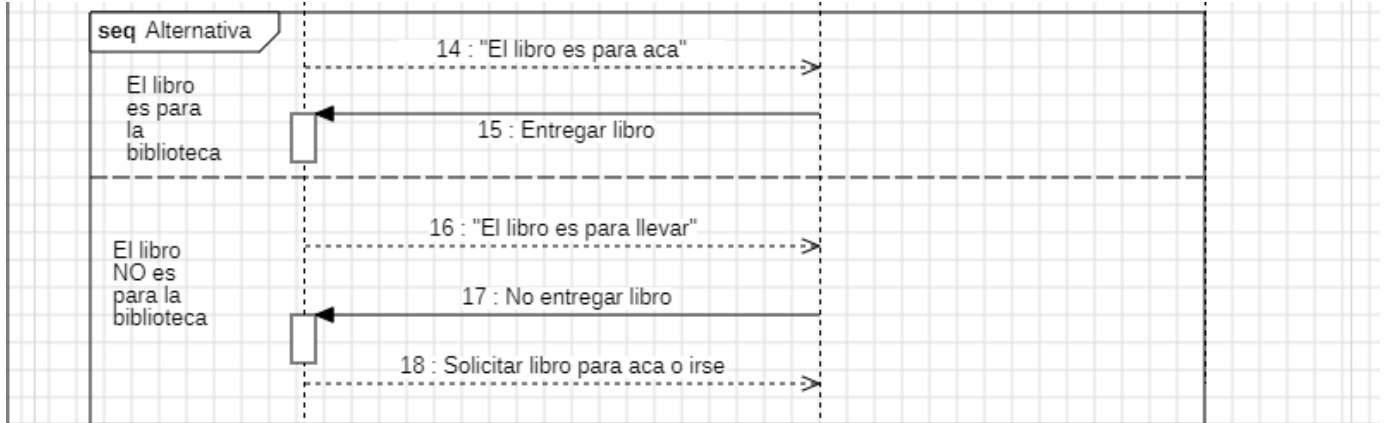 seq Alternativa
14 : "El libro es para aca"
El libro
es para
la
biblioteca
15 : Entregar libro
16 : "El libro es para llevar"
El libro
NO es
para la
biblioteca
17 : No entregar libro
18 : Solicitar libro para aca o irse